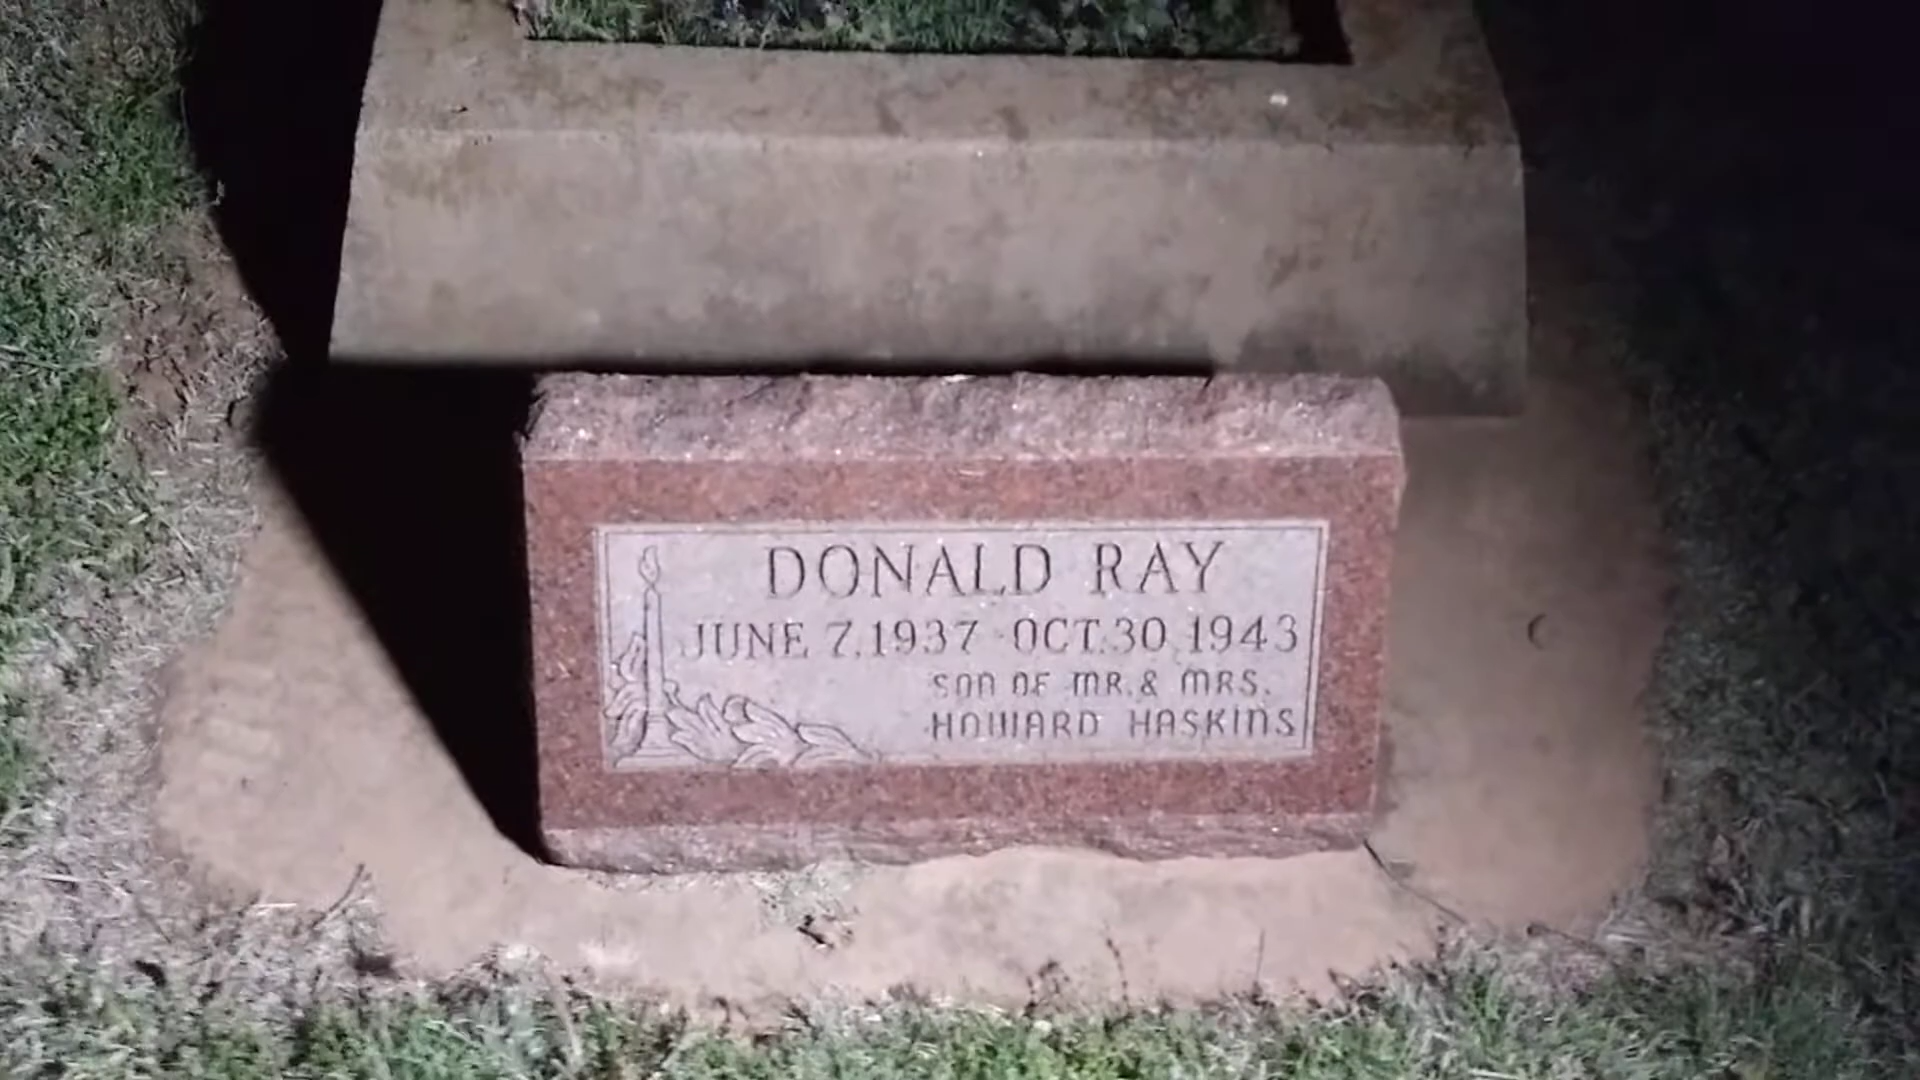 DONALD RAY
JUNE 7, 1937 - OCT. 30, 1943
SON OF MR. & MRS.
HOWARD HASKINS